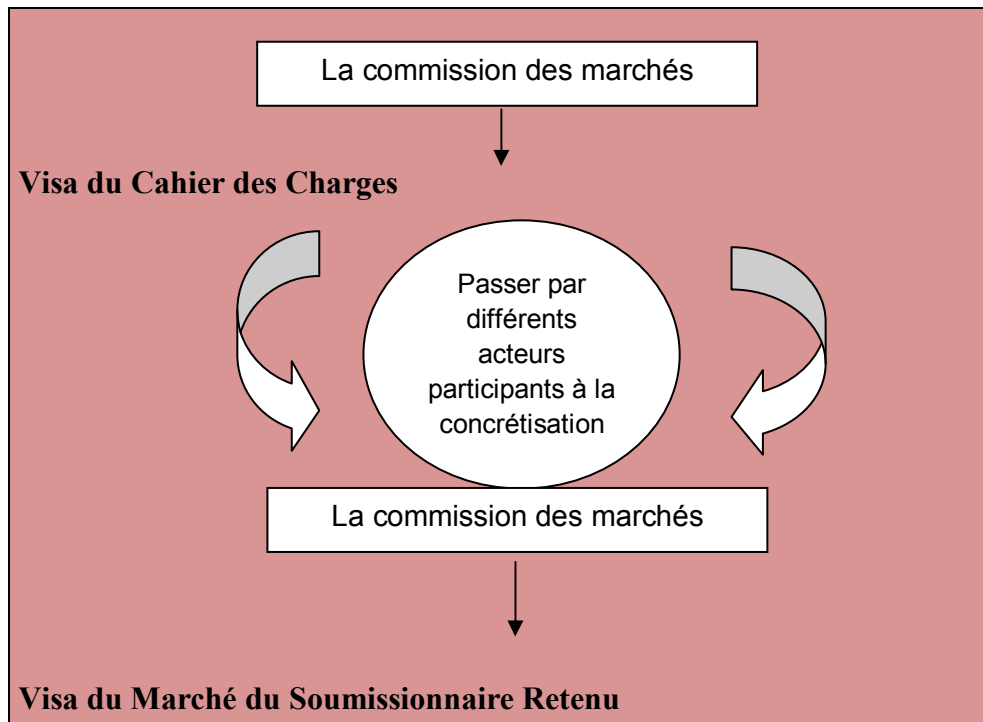 La commission des marchés
Visa du Cahier des Charges
Passer par
différents
acteurs
participants à la
concrétisation
La commission des marchés
Visa du Marché du Soumissionnaire Retenu